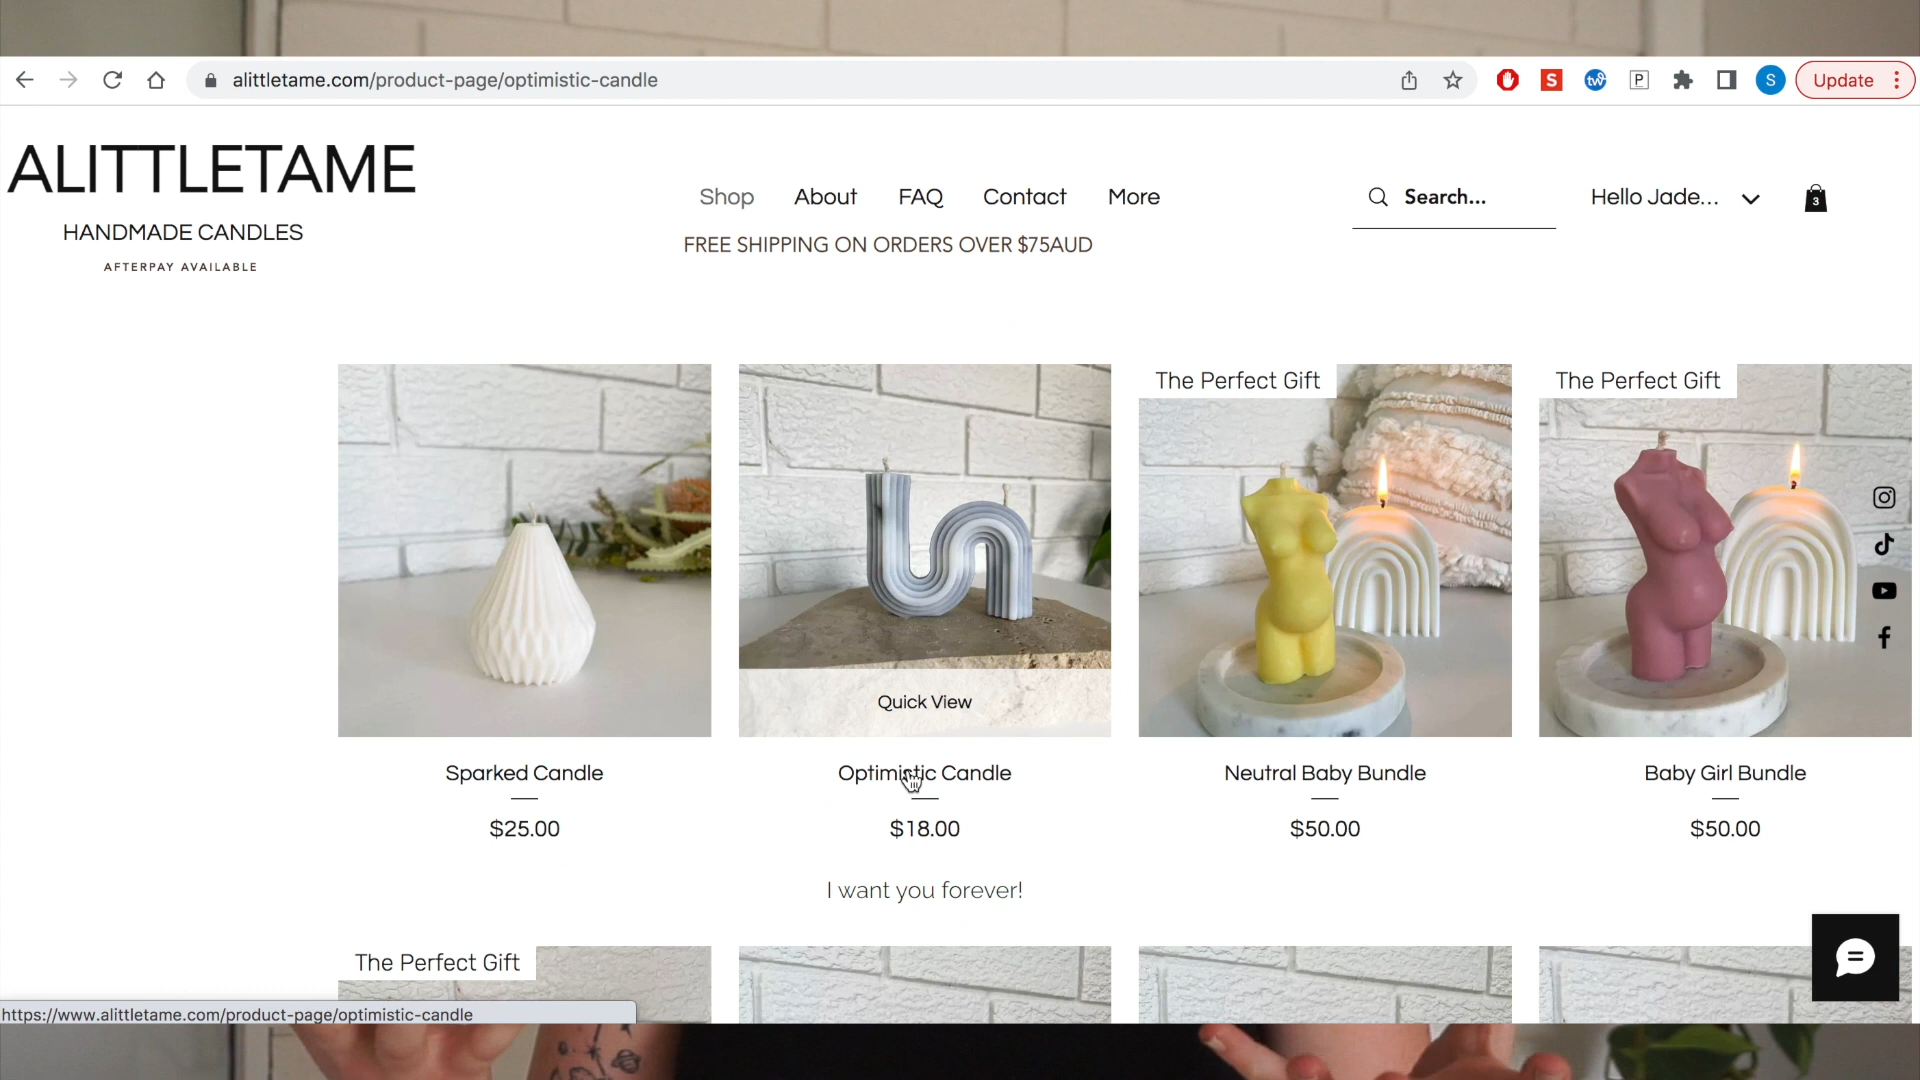 alittletame.com/product-page/optimistic-candle
S
tw
P
S
Update
ALITTLETAME
HANDMADE CANDLES
AFTERPAY AVAILABLE
Shop
About
FAQ
Contact
More
FREE SHIPPING ON ORDERS OVER $75AUD
Search...
Hello Jade...
3
The Perfect Gift
The Perfect Gift
Quick View
Sparked Candle
$25.00
Optimistic Candle
$18.00
Neutral Baby Bundle
$50.00
Baby Girl Bundle
$50.00
I want you forever!
The Perfect Gift
https://www.alittletame.com/product-page/optimistic-candle